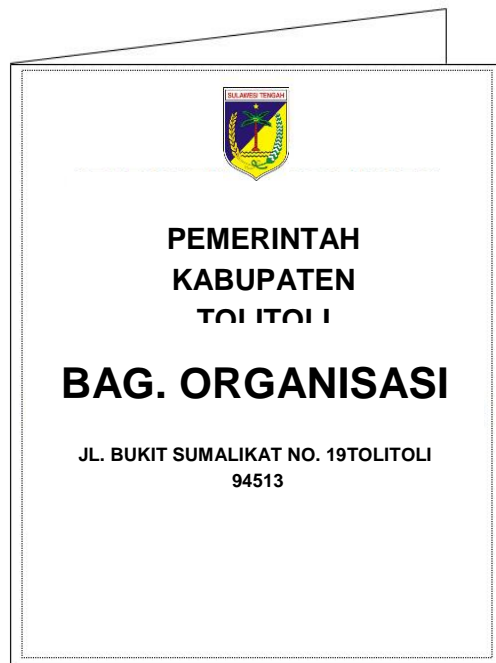 SULAWESI TENGAH
PEMERINTAH
KABUPATEN
TOLITOLI
BAG. ORGANISASI
JL. BUKIT SUMALIKAT NO. 19TOLITOLI
94513